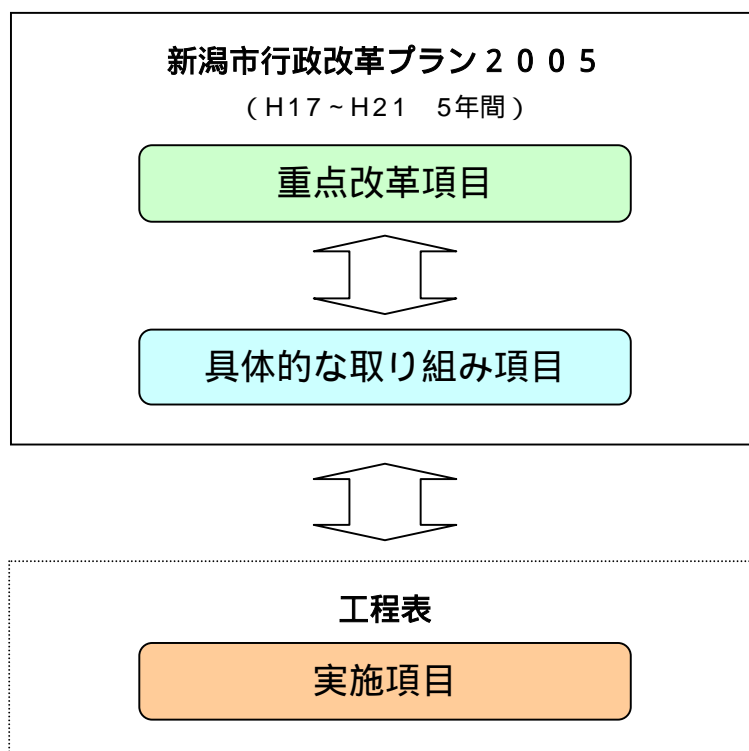 新潟市行政改革プラン２００５
（H17～H21　5年間）
重点改革項目
具体的な取り組み項目
工程表
実施項目